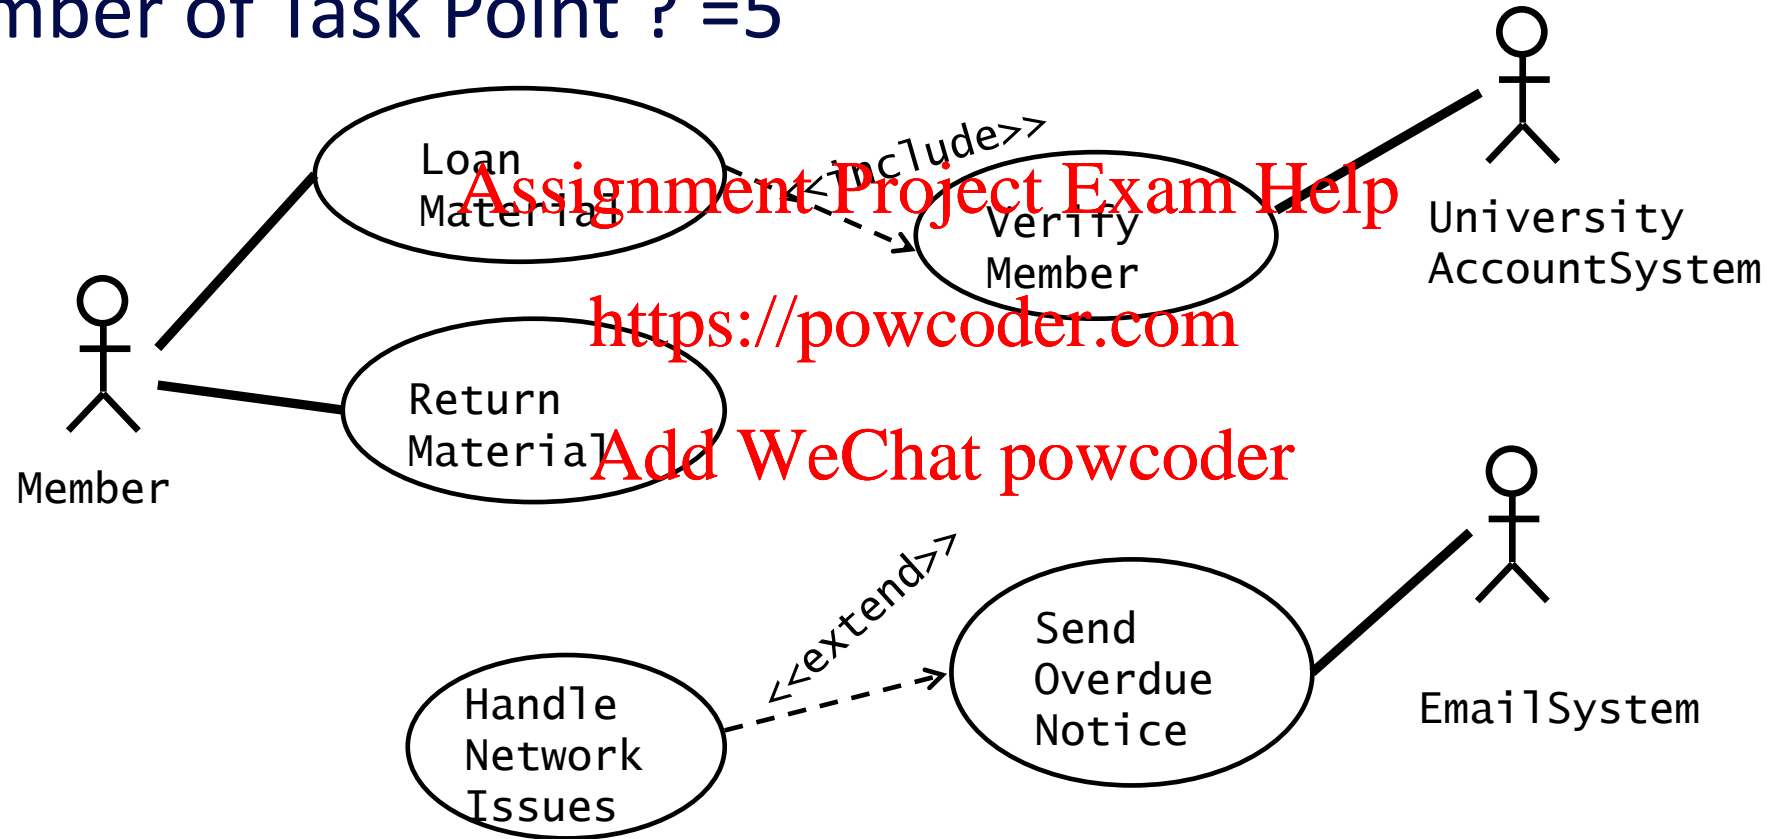 mber of Task Point ? =5
<<include>>
Loan
Material
Assignment Project Exam Help
Verify
Member
University
AccountSystem
https://powcoder.com
Return
Material
Add WeChat powcoder
Member
<<extend>>
Send
Overdue
Notice
Handle
Network
Issues
EmailSystem